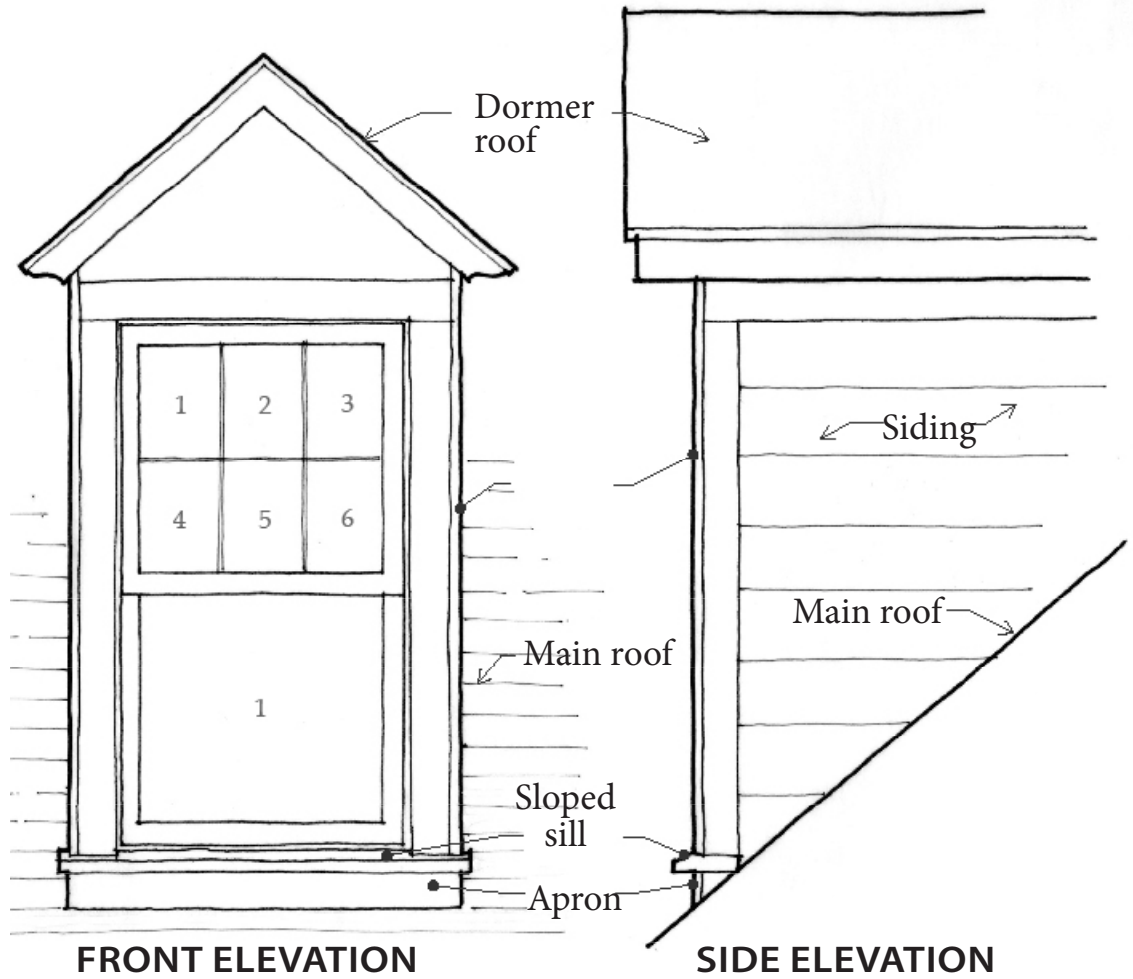 Dormer
roof
1 2 3
4 5 6
Siding
Main roof
Main roof
1
Sloped
sill
Apron
FRONT ELEVATION
SIDE ELEVATION